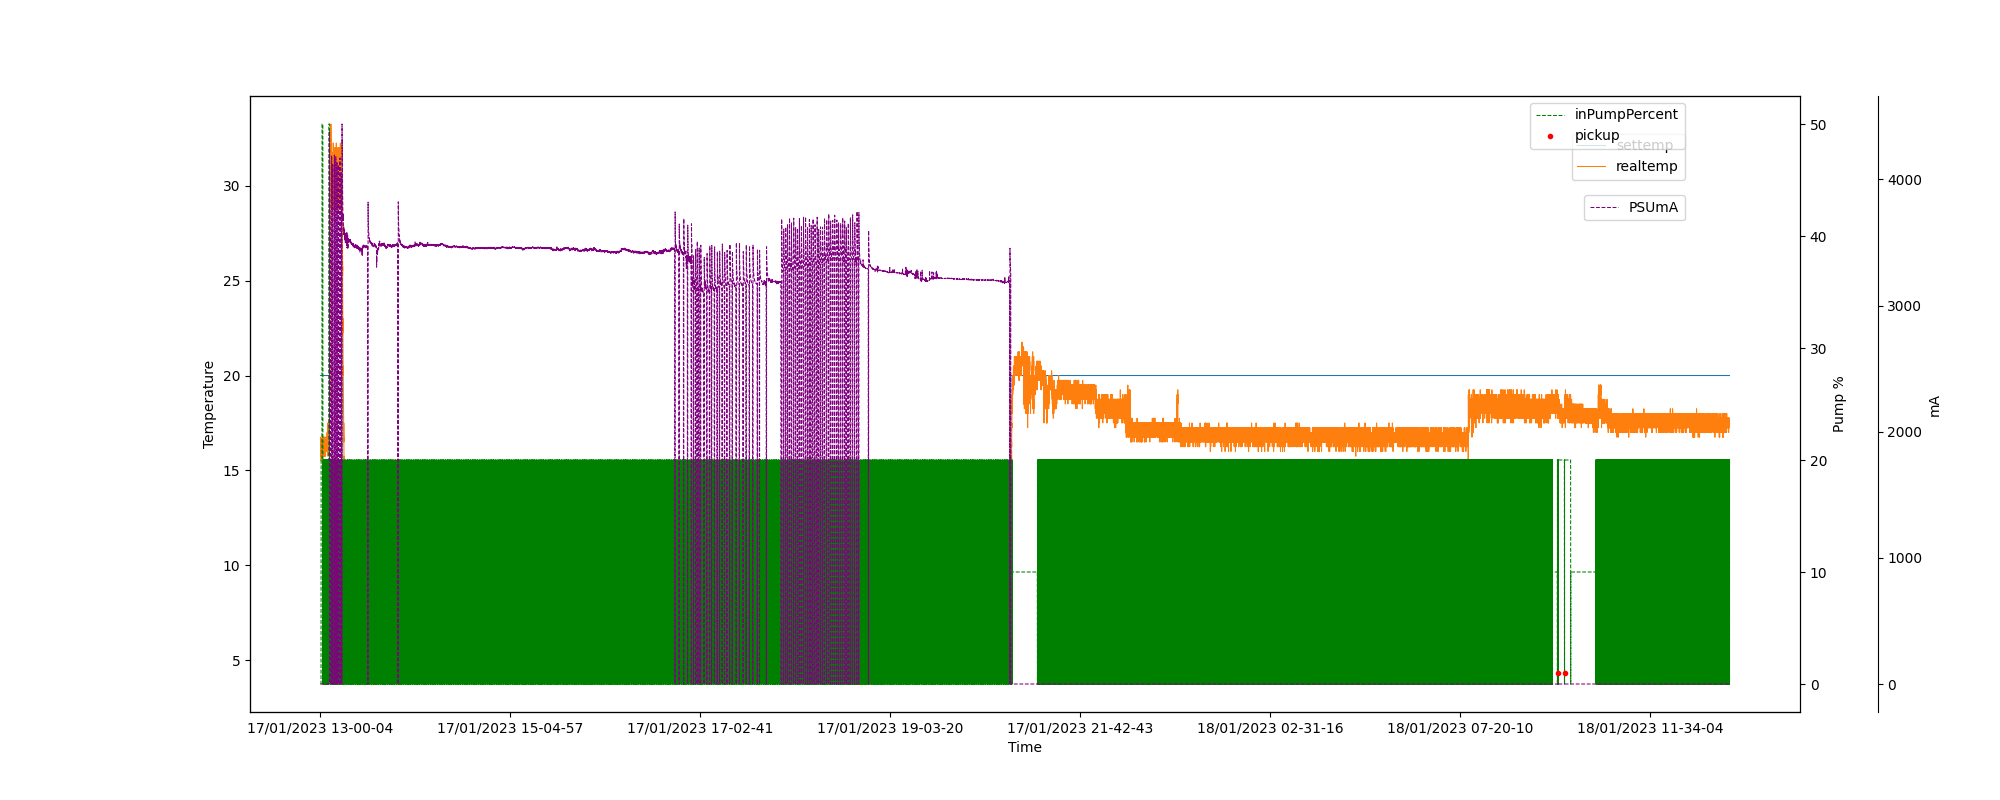 inPumpPercent
pickup
settemp
realtemp
PSUmA
30
25
20
15
10
5
Temperature
50
40
30
20
10
0
Pump %
4000
3000
2000
1000
0
mA
17/01/2023 13-00-04
17/01/2023 15-04-57
17/01/2023 17-02-41
17/01/2023 19-03-20
17/01/2023 21-42-43
18/01/2023 02-31-16
18/01/2023 07-20-10
18/01/2023 11-34-04
Time